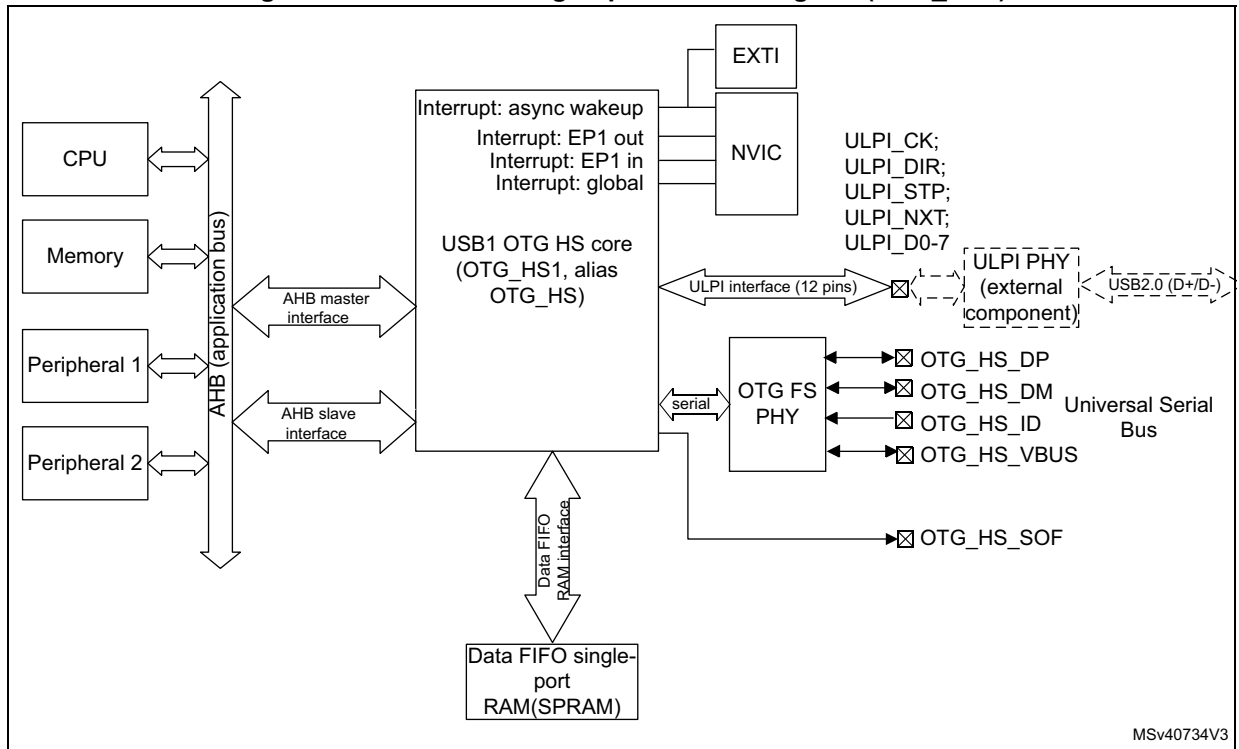 EXTI
Interrupt: async wakeup
Interrupt: EP1 out
Interrupt: EP1 in
Interrupt: global
NVIC
CPU
Memory
Peripheral 1
Peripheral 2
AHB (application bus)
AHB master
interface
AHB slave
interface
USB1 OTG HS core
(OTG_HS1, alias
OTG_HS)
ULPI_CK;
ULPI_DIR;
ULPI_STP;
ULPI_NXT;
ULPI_D0-7
ULPI interface (12 pins)
ULPI PHY
(external
component)
USB2.0 (D+/D-)
serial
OTG FS
PHY
OTG_HS_DP
OTG_HS_DM
OTG_HS_ID
OTG_HS_VBUS
Universal Serial
Bus
OTG_HS_SOF
Data FIFO
RAM interface
Data FIFO single-
port
RAM(SPRAM)
MSv40734V3